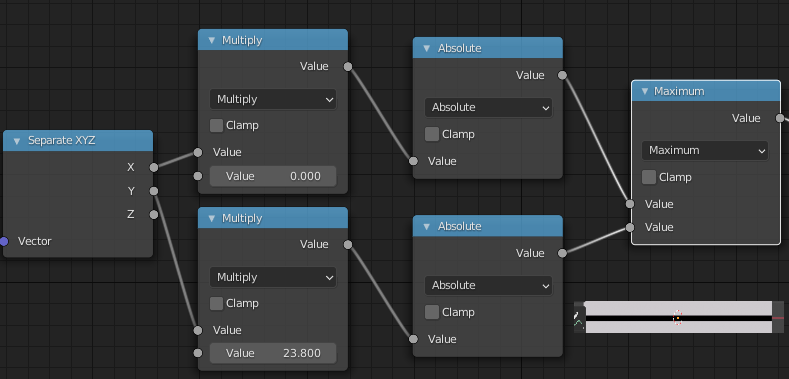 Separate XYZ
X
Y
Z
Vector
Multiply
Value
Multiply
Clamp
Value
Value 0.000
Multiply
Value
Multiply
Clamp
Value
Value 23.800
Absolute
Value
Absolute
Clamp
Value
Absolute
Value
Absolute
Clamp
Value
Maximum
Value
Maximum
Clamp
Value
Value